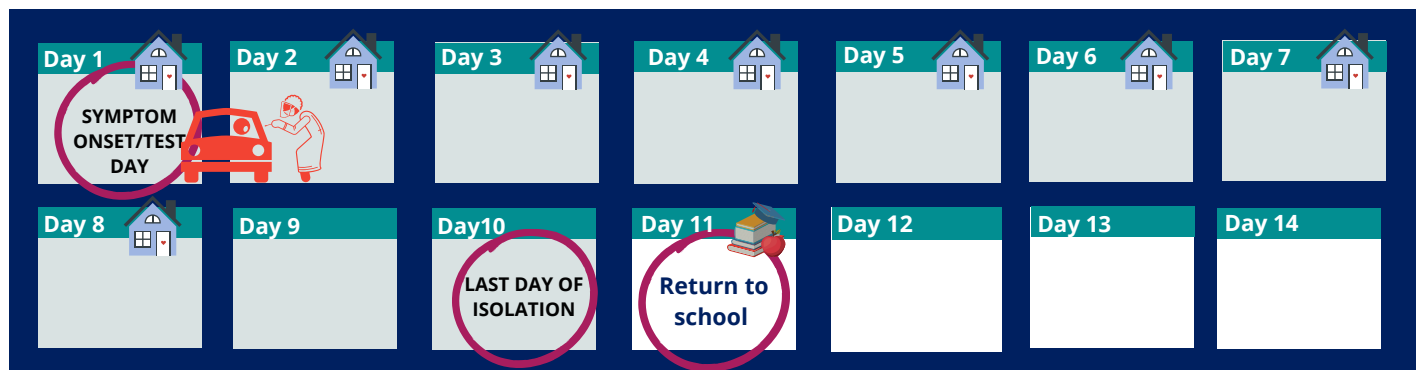 Day 1
SYMPTOM
ONSET/TEST
DAY
Day 2
Day 3
Day 4
Day 5
Day 6
Day 7
Day 8
Day 9
Day10
LAST DAY OF
ISOLATION
Day 11
Return to
school
Day 12
Day 13
Day 14